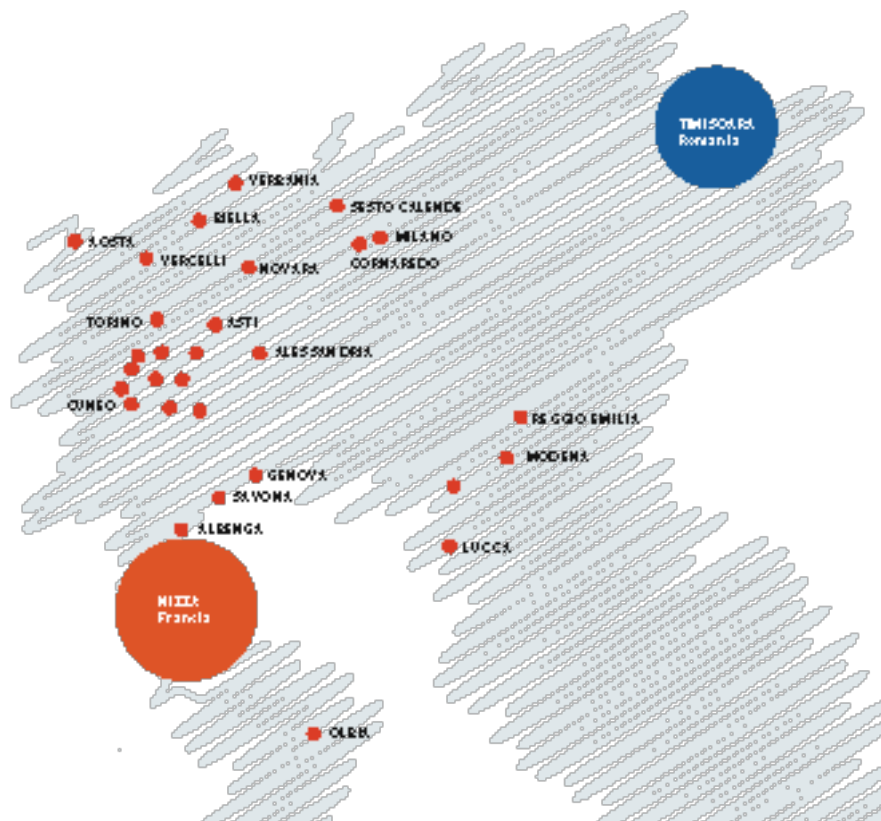 TIMISOARA
Romania
VERBANIA
SESTO CALENDE
BIELLA
MILANO
AOSTA
VERCELLI
CORNAREDO
NOVARA
TORINO
ASTI
ALESSANDRIA
CUNEO
REGGIO EMILIA
MODENA
GENOVA
SAVONA
ALBENGA
LUCCA
NIZZA
Francia
OLBIA